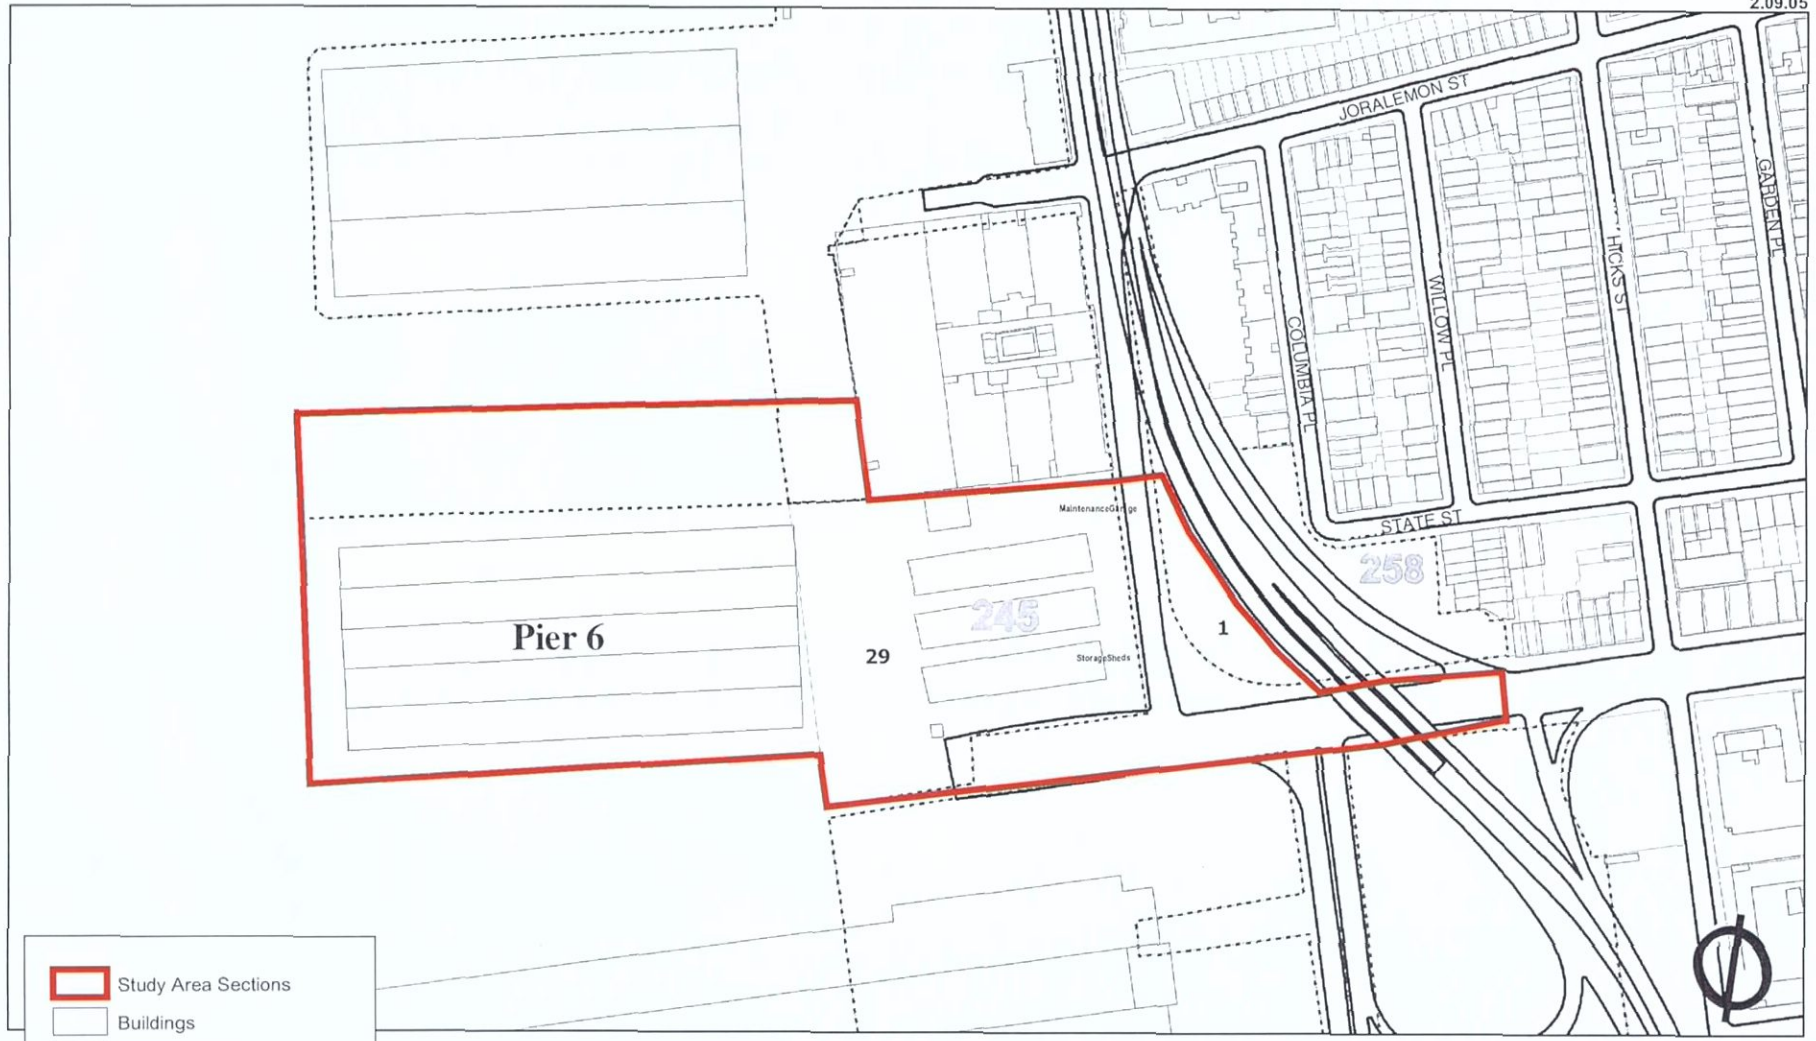 2.09.05
JORALEMON ST
GARDEN PL
HICKS ST
WILLOW PL
COLUMBIA PL
MaintenanceGarage
STATE ST
258
245
Pier 6
1
29
StorageSheds
Study Area Sections
Buildings